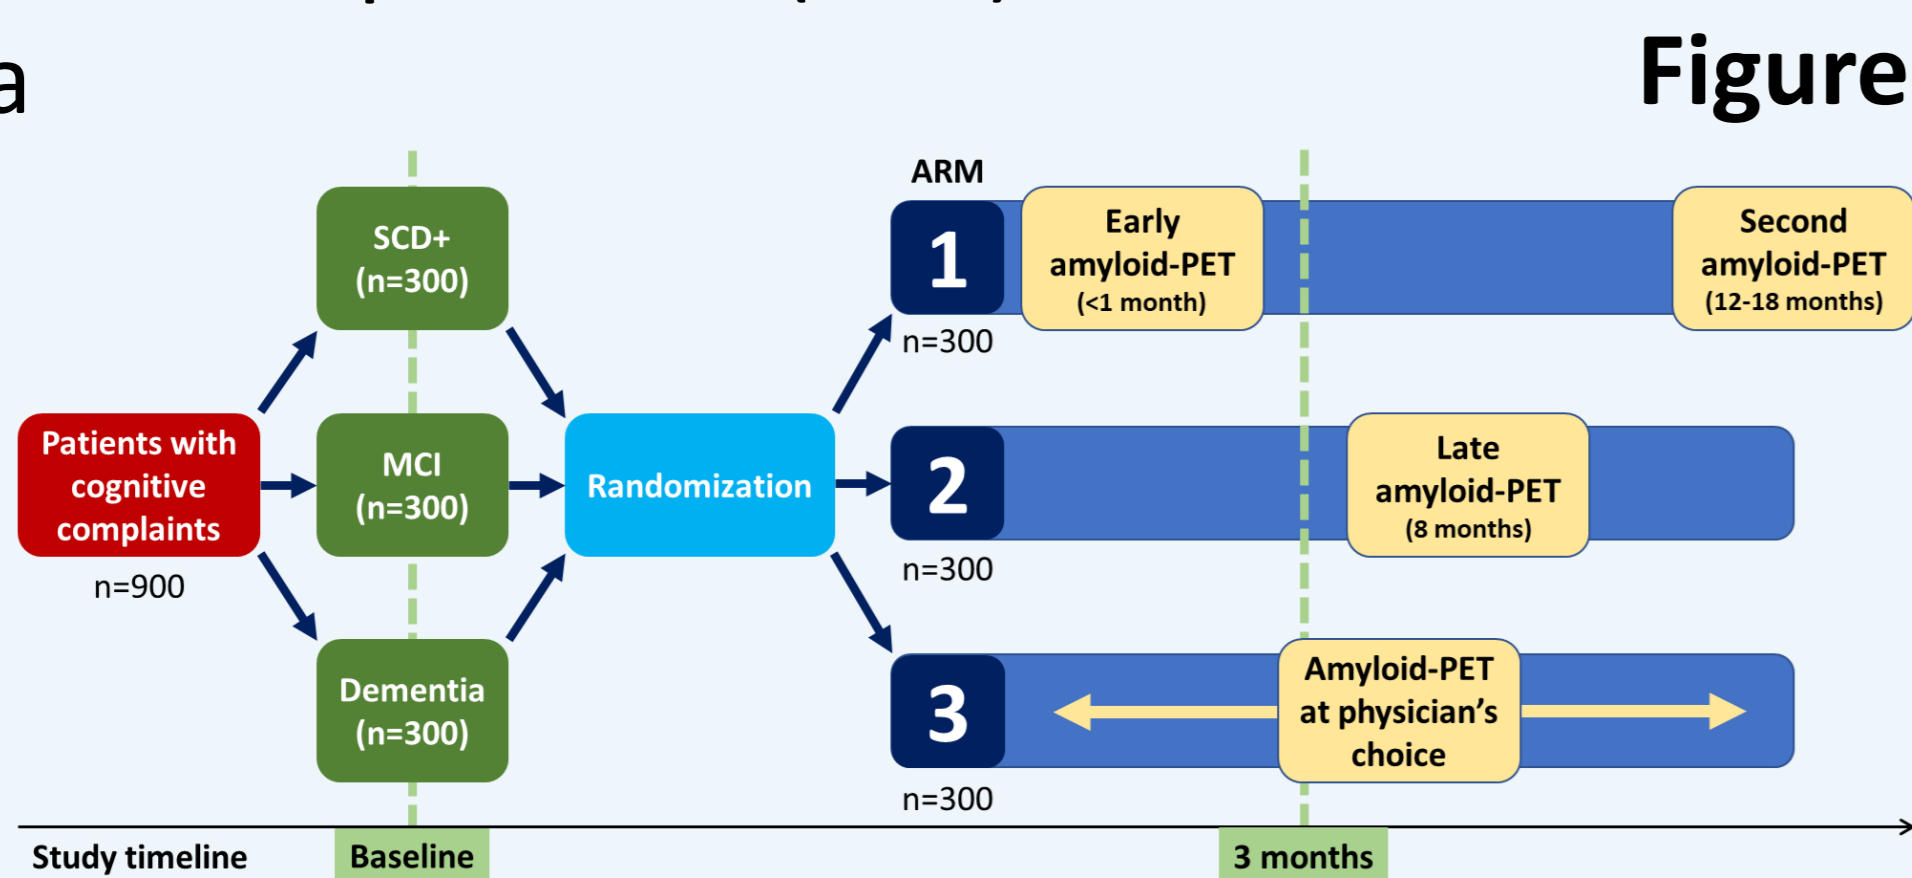 a
Figure
ARM
SCD+
(n=300)
1
Early
amyloid-PET
(<1 month)
Second
amyloid-PET
(12-18 months)
n=300
Patients with
cognitive
complaints
n=900
MCI
(n=300)
Randomization
2
Late
amyloid-PET
(8 months)
n=300
Dementia
(n=300)
3
Amyloid-PET
at physician’s
choice
n=300
Study timeline
Baseline
3 months